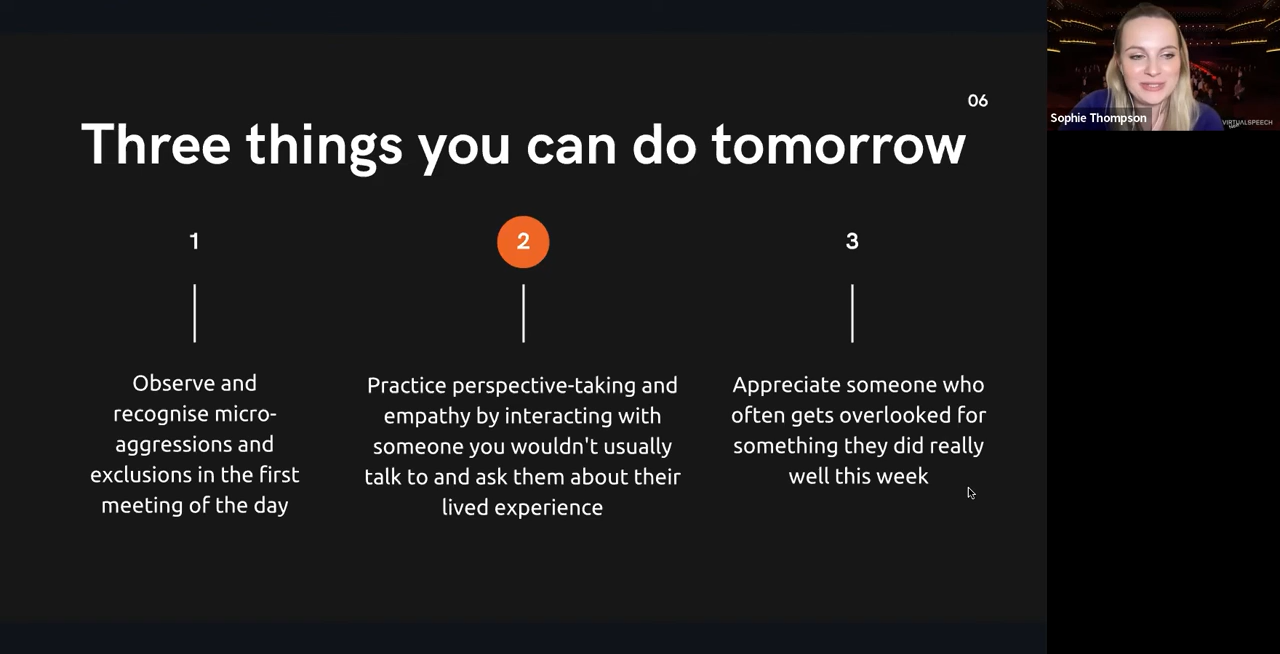 06
Three things you can do tomorrow
1
2
3
Observe and
recognise micro-
aggressions and
exclusions in the first
meeting of the day
Practice perspective-taking and
empathy by interacting with
someone you wouldn't usually
talk to and ask them about their
lived experience
Appreciate someone who
often gets overlooked for
something they did really
well this week
Sophie Thompson
VIRTUALSPEECH